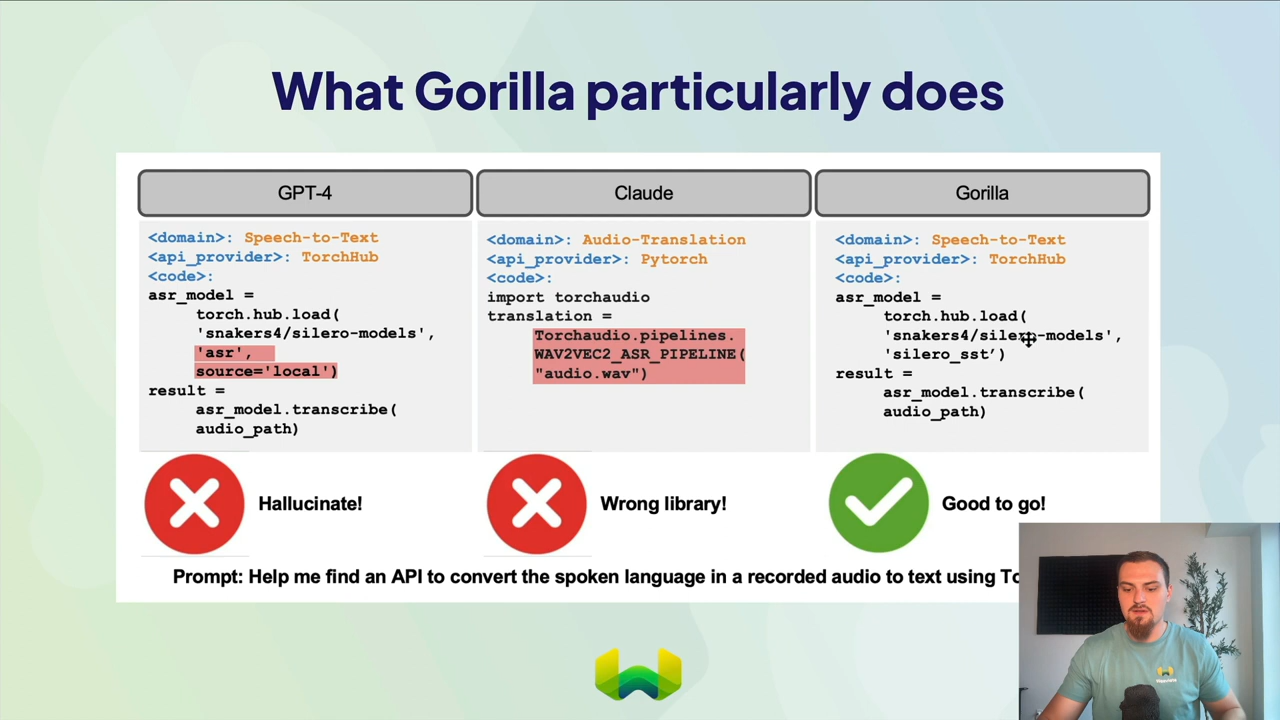 What Gorilla particularly does
GPT-4
<domain>: Speech-to-Text
<api_provider>: TorchHub
<code>:
asr_model =
torch.hub.load(
'snakers4/silero-models',
'asr',
source='local')
result =
asr_model.transcribe(
audio_path)
Hallucinate!
Claude
<domain>: Audio-Translation
<api_provider>: Pytorch
<code>:
import torchaudio
translation =
Torchaudio.pipelines.
WAV2VEC2_ASR_PIPELINE(
"audio.wav")
Wrong library!
Gorilla
<domain>: Speech-to-Text
<api_provider>: TorchHub
<code>:
asr_model =
torch.hub.load(
'snakers4/silero-models',
'silero_sst’)
result =
asr_model.transcribe(
audio_path)
Good to go!
Prompt: Help me find an API to convert the spoken language in a recorded audio to text using